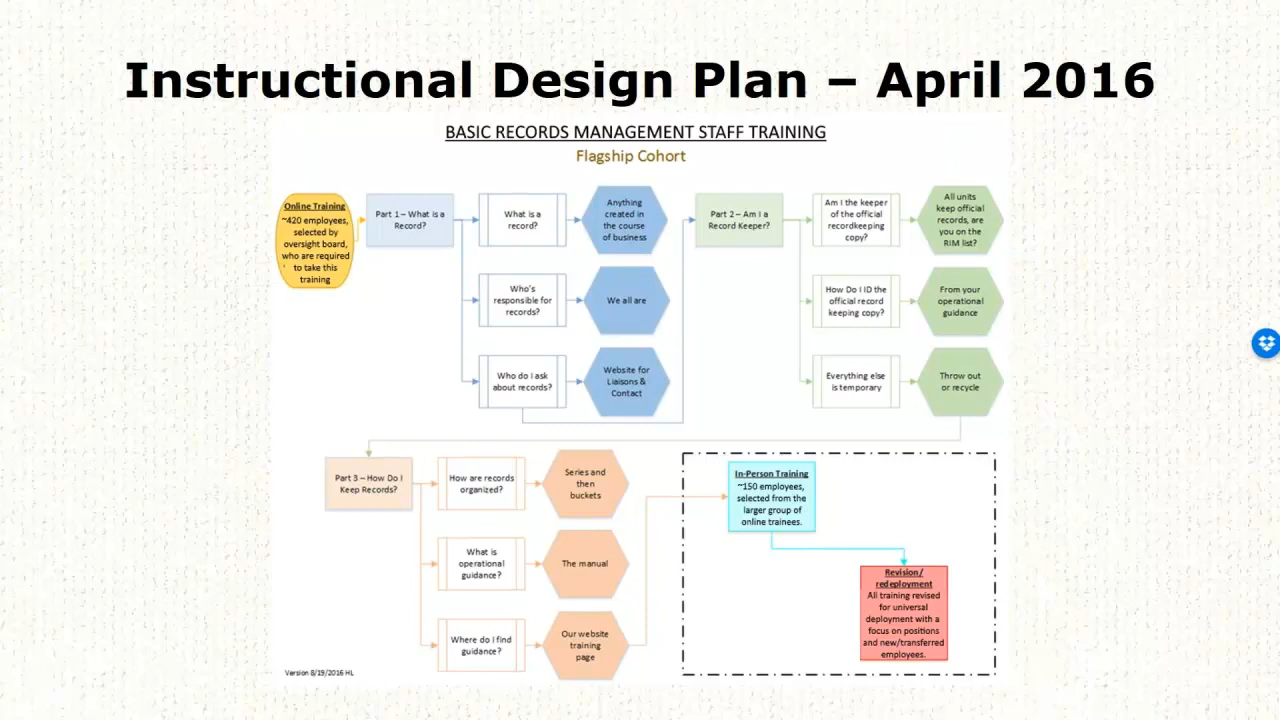 Instructional Design Plan – April 2016
BASIC RECORDS MANAGEMENT STAFF TRAINING
Flagship Cohort
Online Training
~420 employees,
selected by
oversight board,
who are required
to take this
training
Part 1 – What is a
Record?
What is a
record?
Anything
created in
the course
of business
Who's
responsible for
records?
We all are
Who do I ask
about records?
Website for
Liaisons &
Contact
Part 2 – Am I a
Record Keeper?
Am I the keeper
of the official
recordkeeping
copy?
All units
keep official
records, are
you on the
RIM list?
How Do I ID the
official record
keeping copy?
From your
operational
guidance
Everything else
is temporary
Throw out
or recycle
Part 3 – How Do I
Keep Records?
How are records
organized?
Series and
then
buckets
What is
operational
guidance?
The manual
Where do I find
guidance?
Our website
training
page
In-Person Training
~150 employees,
selected from the
larger group of
online trainees.
Revision/
redeployment
All training revised
for universal
deployment with a
focus on positions
and new/transferred
employees.
Version 8/19/2016 HL